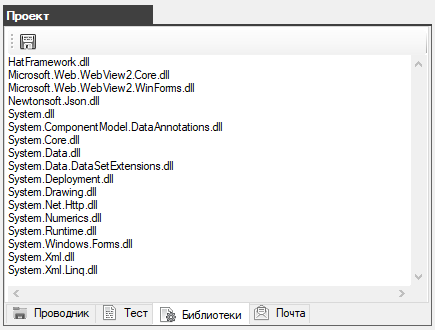 Проект
HatFramework.dll
Microsoft.Web.WebView2.Core.dll
Microsoft.Web.WebView2.WinForms.dll
Newtonsoft.Json.dll
System.dll
System.ComponentModel.DataAnnotations.dll
System.Core.dll
System.Data.dll
System.Data.DataSetExtensions.dll
System.Deployment.dll
System.Drawing.dll
System.Net.Http.dll
System.Numerics.dll
System.Runtime.dll
System.Windows.Forms.dll
System.Xml.dll
System.Xml.Linq.dll
Проводник Тест Библиотеки Почта